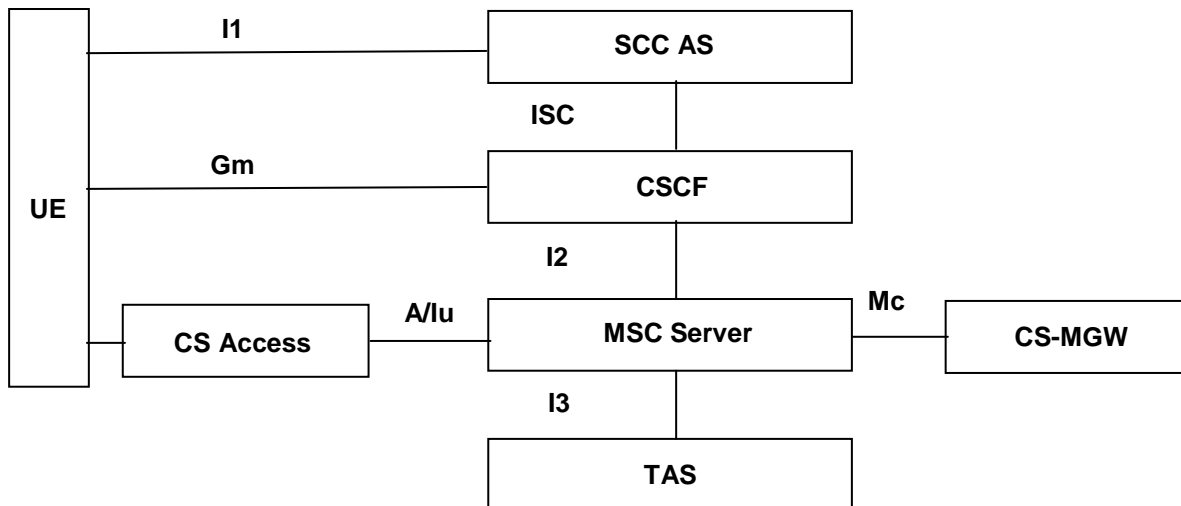 I1
SCC AS
ISC
Gm
CSCF
UE
I2
A/Iu
Mc
CS Access
MSC Server
CS-MGW
I3
TAS